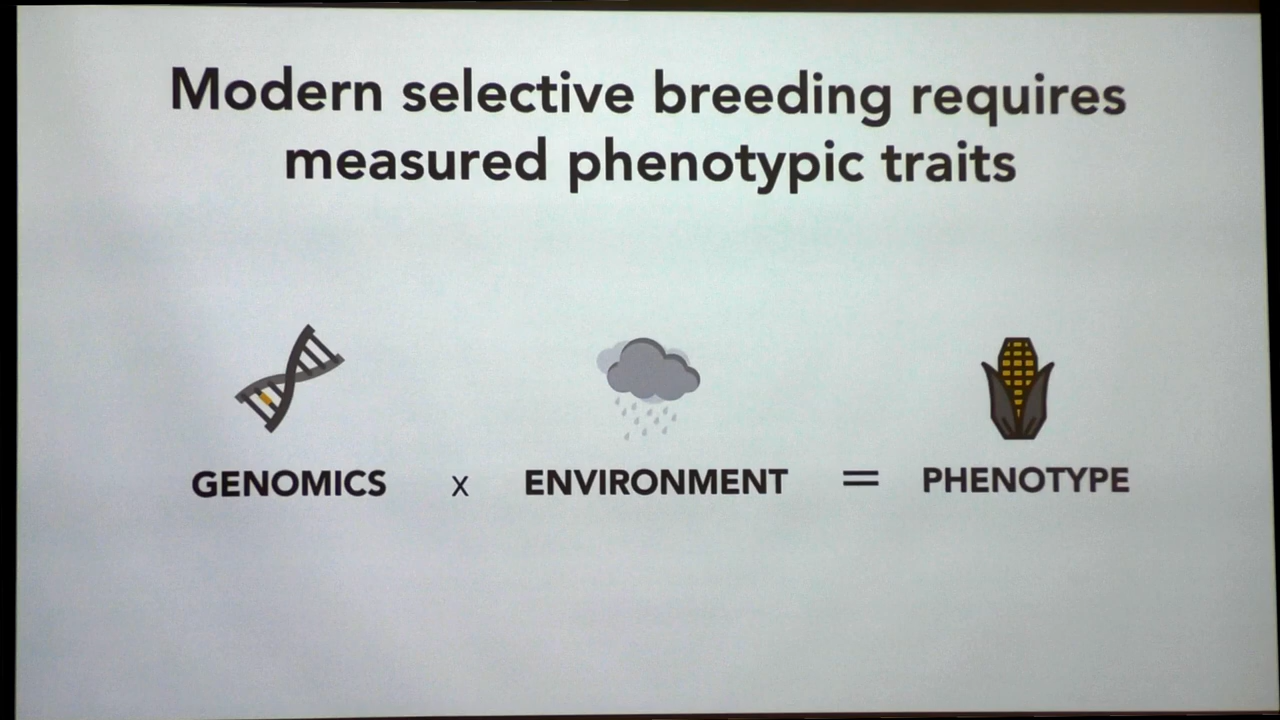 Modern selective breeding requires
measured phenotypic traits
GENOMICS x ENVIRONMENT = PHENOTYPE